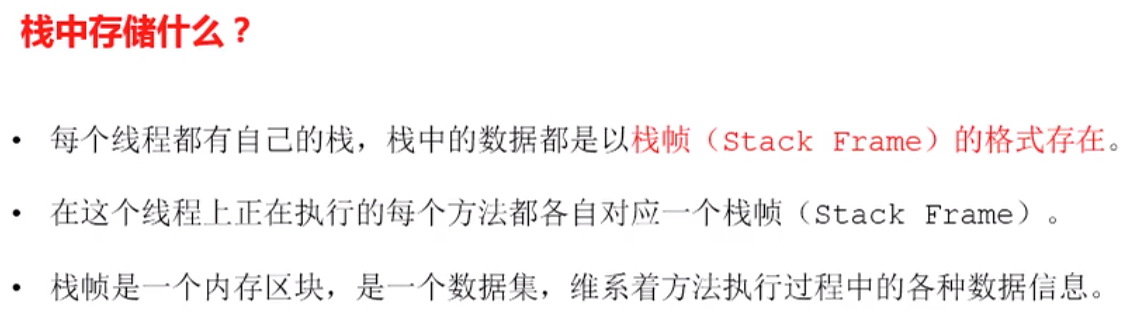 栈中存储什么？
• 每个线程都有自己的栈，栈中的数据都是以栈帧（Stack Frame）的格式存在。
• 在这个线程上正在执行的每个方法都各自对应一个栈帧（Stack Frame）。
• 栈帧是一个内存区块，是一个数据集，维系着方法执行过程中的各种数据信息。